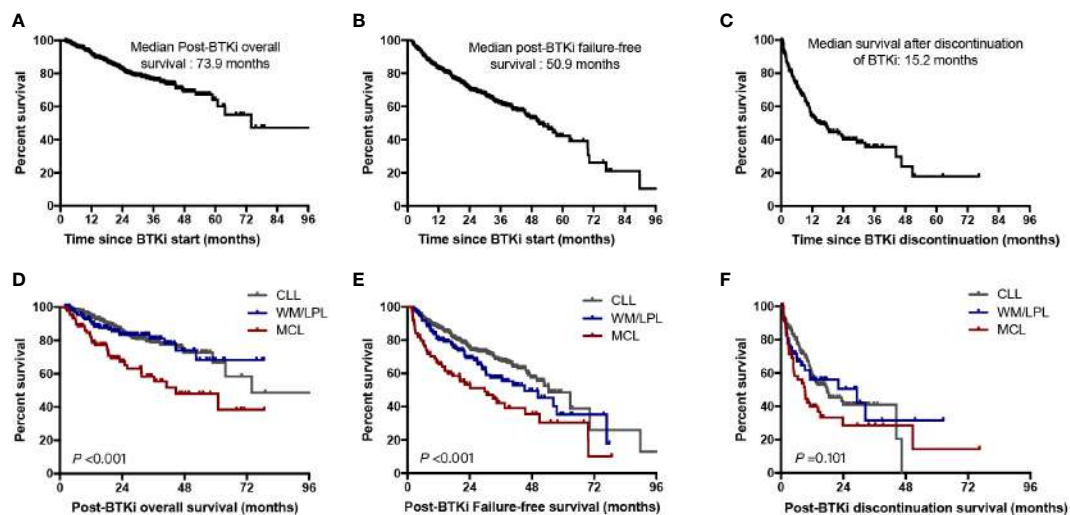 A
Median Post-BTKi overall
survival : 73.9 months
Percent survival
100
80
60
40
20
0
0 12 24 36 48 60 72 84 96
Time since BTKi start (months)
B
Median post-BTKi failure-free
survival : 50.9 months
Percent survival
100
80
60
40
20
0
0 12 24 36 48 60 72 84 96
Time since BTKi start (months)
C
Median survival after discontinuation
of BTKi: 15.2 months
Percent survival
100
80
60
40
20
0
0 12 24 36 48 60 72 84 96
Time since BTKi discontinuation (months)
D
CLL
WM/LPL
MCL
Percent survival
100
80
60
40
20
0
P <0.001
0 24 48 72 96
Post-BTKi overall survival (months)
E
CLL
WM/LPL
MCL
Percent survival
100
80
60
40
20
0
P <0.001
0 24 48 72 96
Post-BTKi Failure-free survival (months)
F
CLL
WM/LPL
MCL
Percent survival
100
80
60
40
20
0
P =0.101
0 24 48 72 96
Post-BTKi discontinuation survival (months)